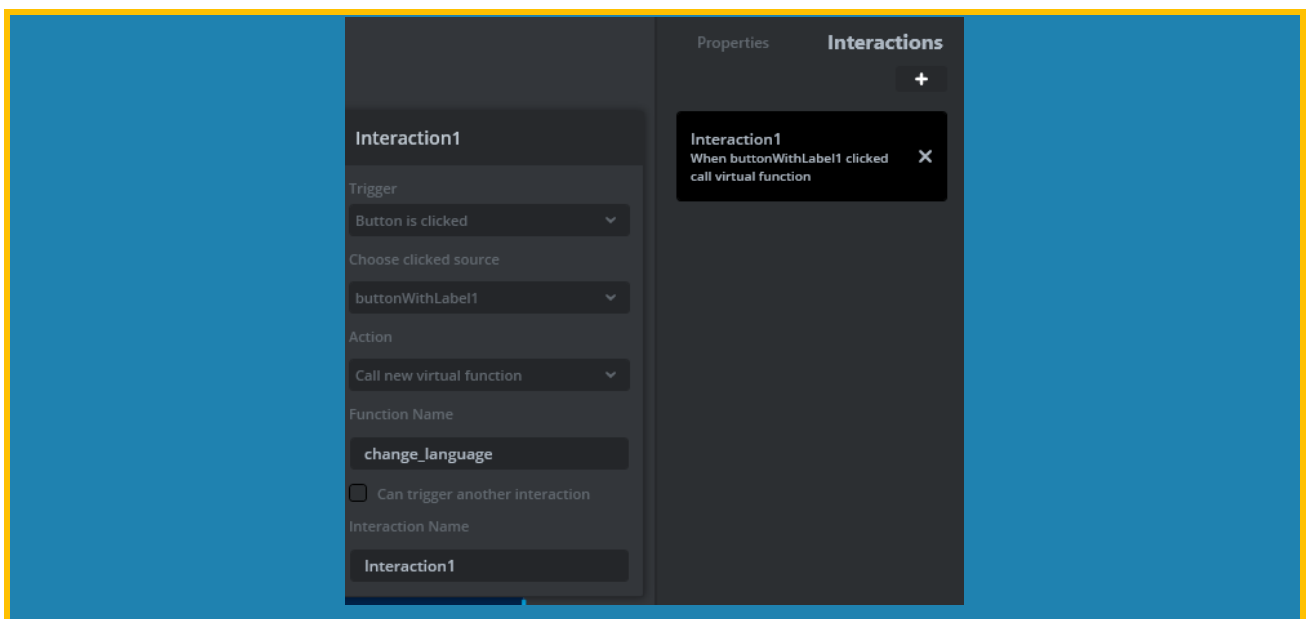 Properties
Interactions
+
Interaction1
Trigger
Button is clicked
Choose clicked source
buttonWithLabel1
Action
Call new virtual function
Function Name
change_language
Can trigger another interaction
Interaction Name
Interaction1
Interaction1
When buttonWithLabel1 clicked
call virtual function